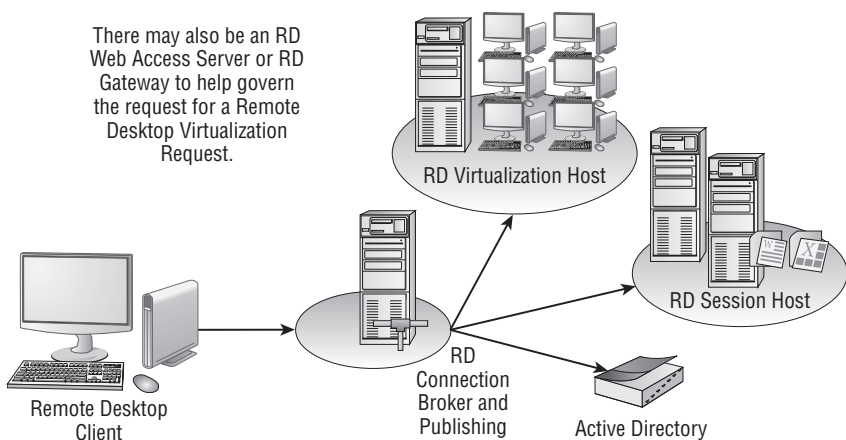 There may also be an RD
Web Access Server or RD
Gateway to help govern
the request for a Remote
Desktop Virtualization
Request.
RD Virtualization Host
W
X
RD Session Host
RD
Connection
Broker and
Publishing
Remote Desktop
Client
Active Directory